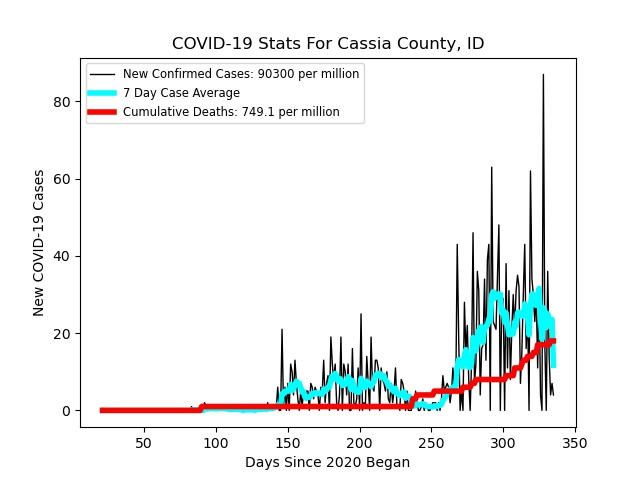 COVID-19 Stats For Cassia County, ID
New Confirmed Cases: 90300 per million
7 Day Case Average
Cumulative Deaths: 749.1 per million
New COVID-19 Cases
80
60
40
20
0
50 100 150 200 250 300 350
Days Since 2020 Began